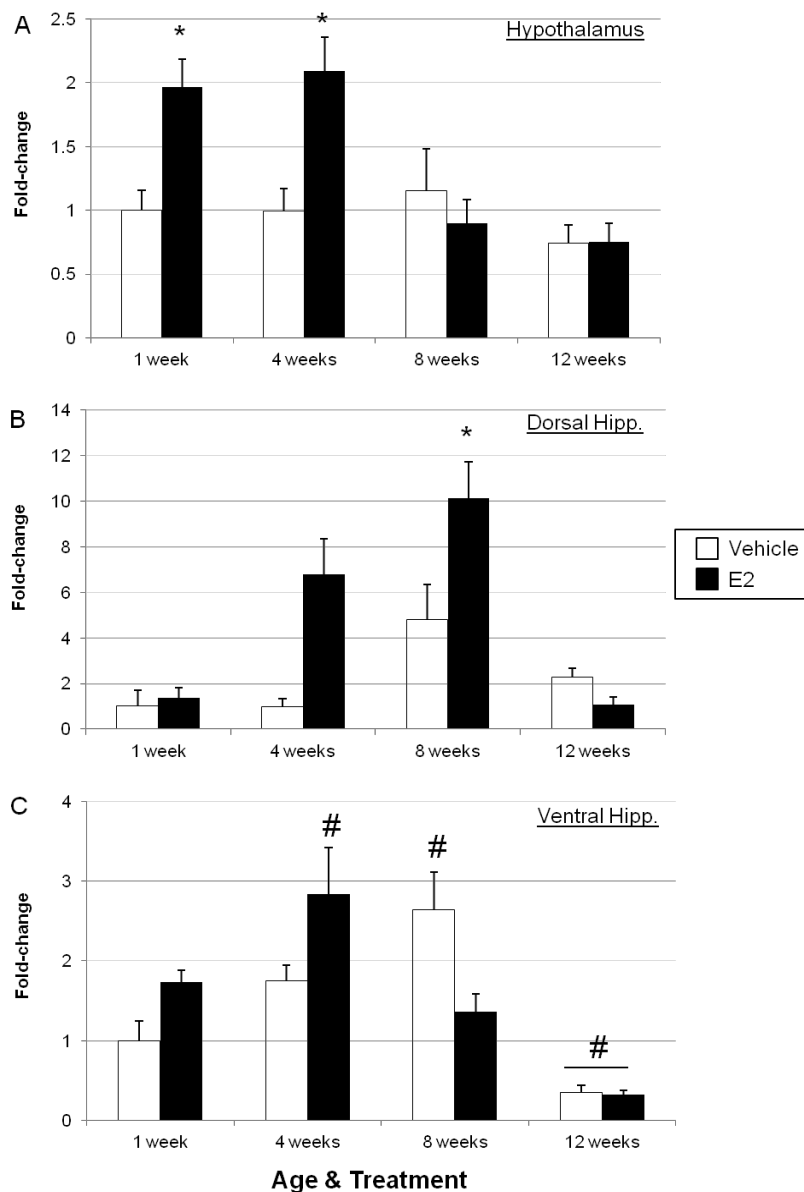 A
Hypothalamus
* *
2.5
2
1.5
1
0.5
0
Fold-change
1 week 4 weeks 8 weeks 12 weeks
B
Dorsal Hipp.
*
14
12
10
8
6
4
2
0
Fold-change
1 week 4 weeks 8 weeks 12 weeks
Vehicle
E2
C
Ventral Hipp.
# # #
4
3
2
1
0
Fold-change
1 week 4 weeks 8 weeks 12 weeks
Age & Treatment